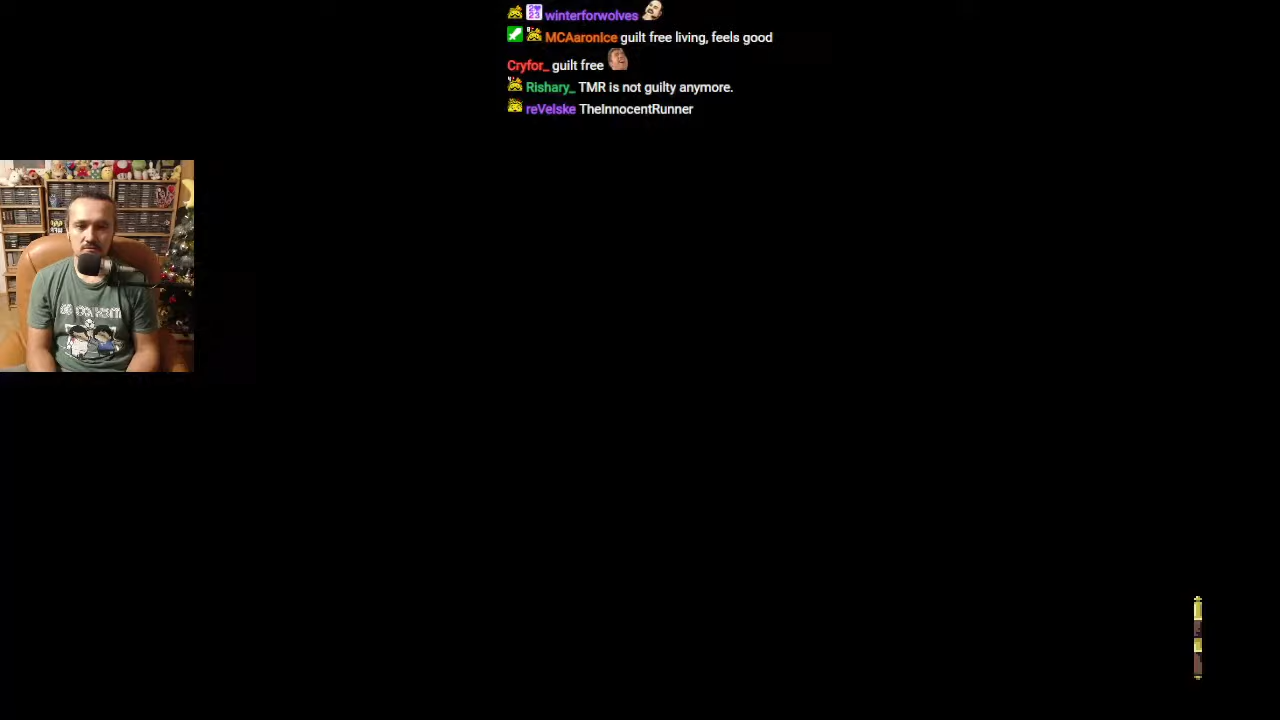 winterforwolves
MCAaronIce guilt free living, feels good
Cryfor_ guilt free
Rishary_ TMR is not guilty anymore.
reVelske TheInnocentRunner